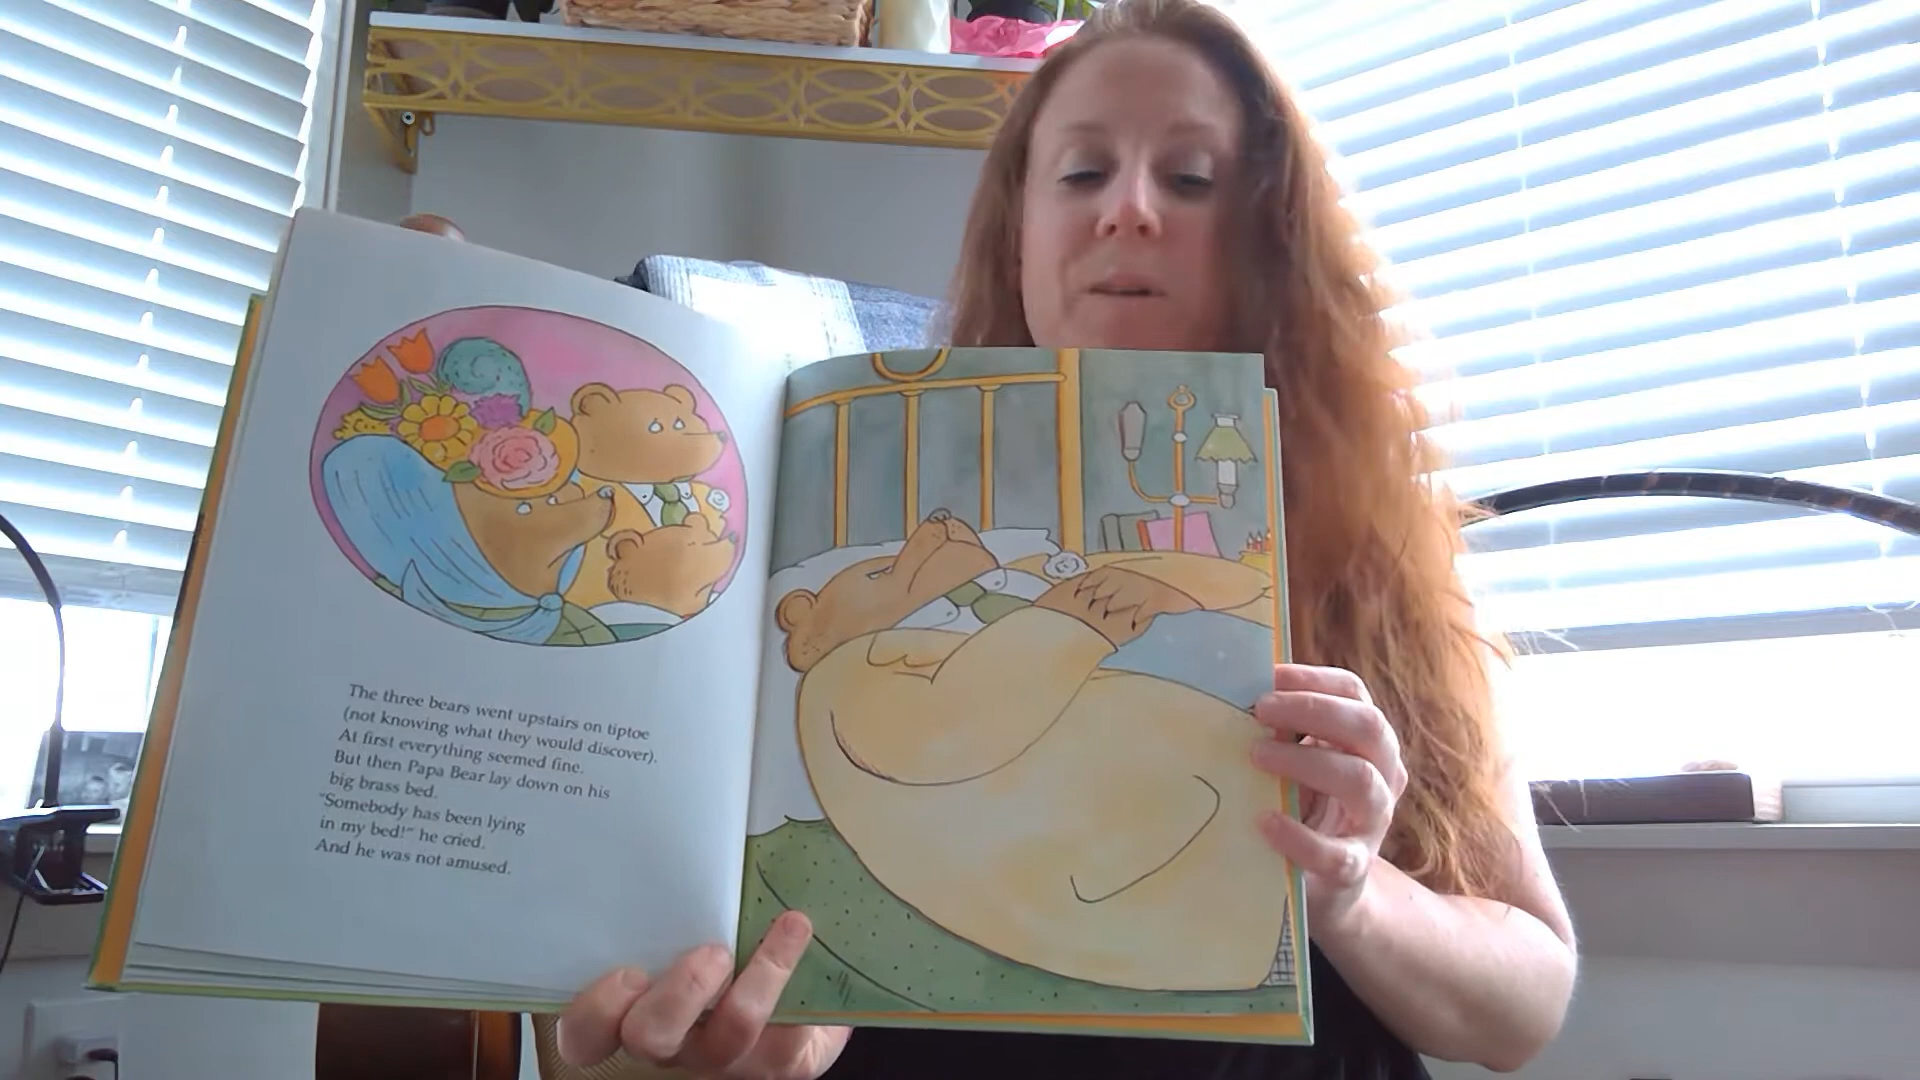 The three bears went upstairs on tiptoe
(not knowing what they would discover).
At first everything seemed fine.
But then Papa Bear lay down on his
big brass bed.
"Somebody has been lying
in my bed!" he cried.
And he was not amused.